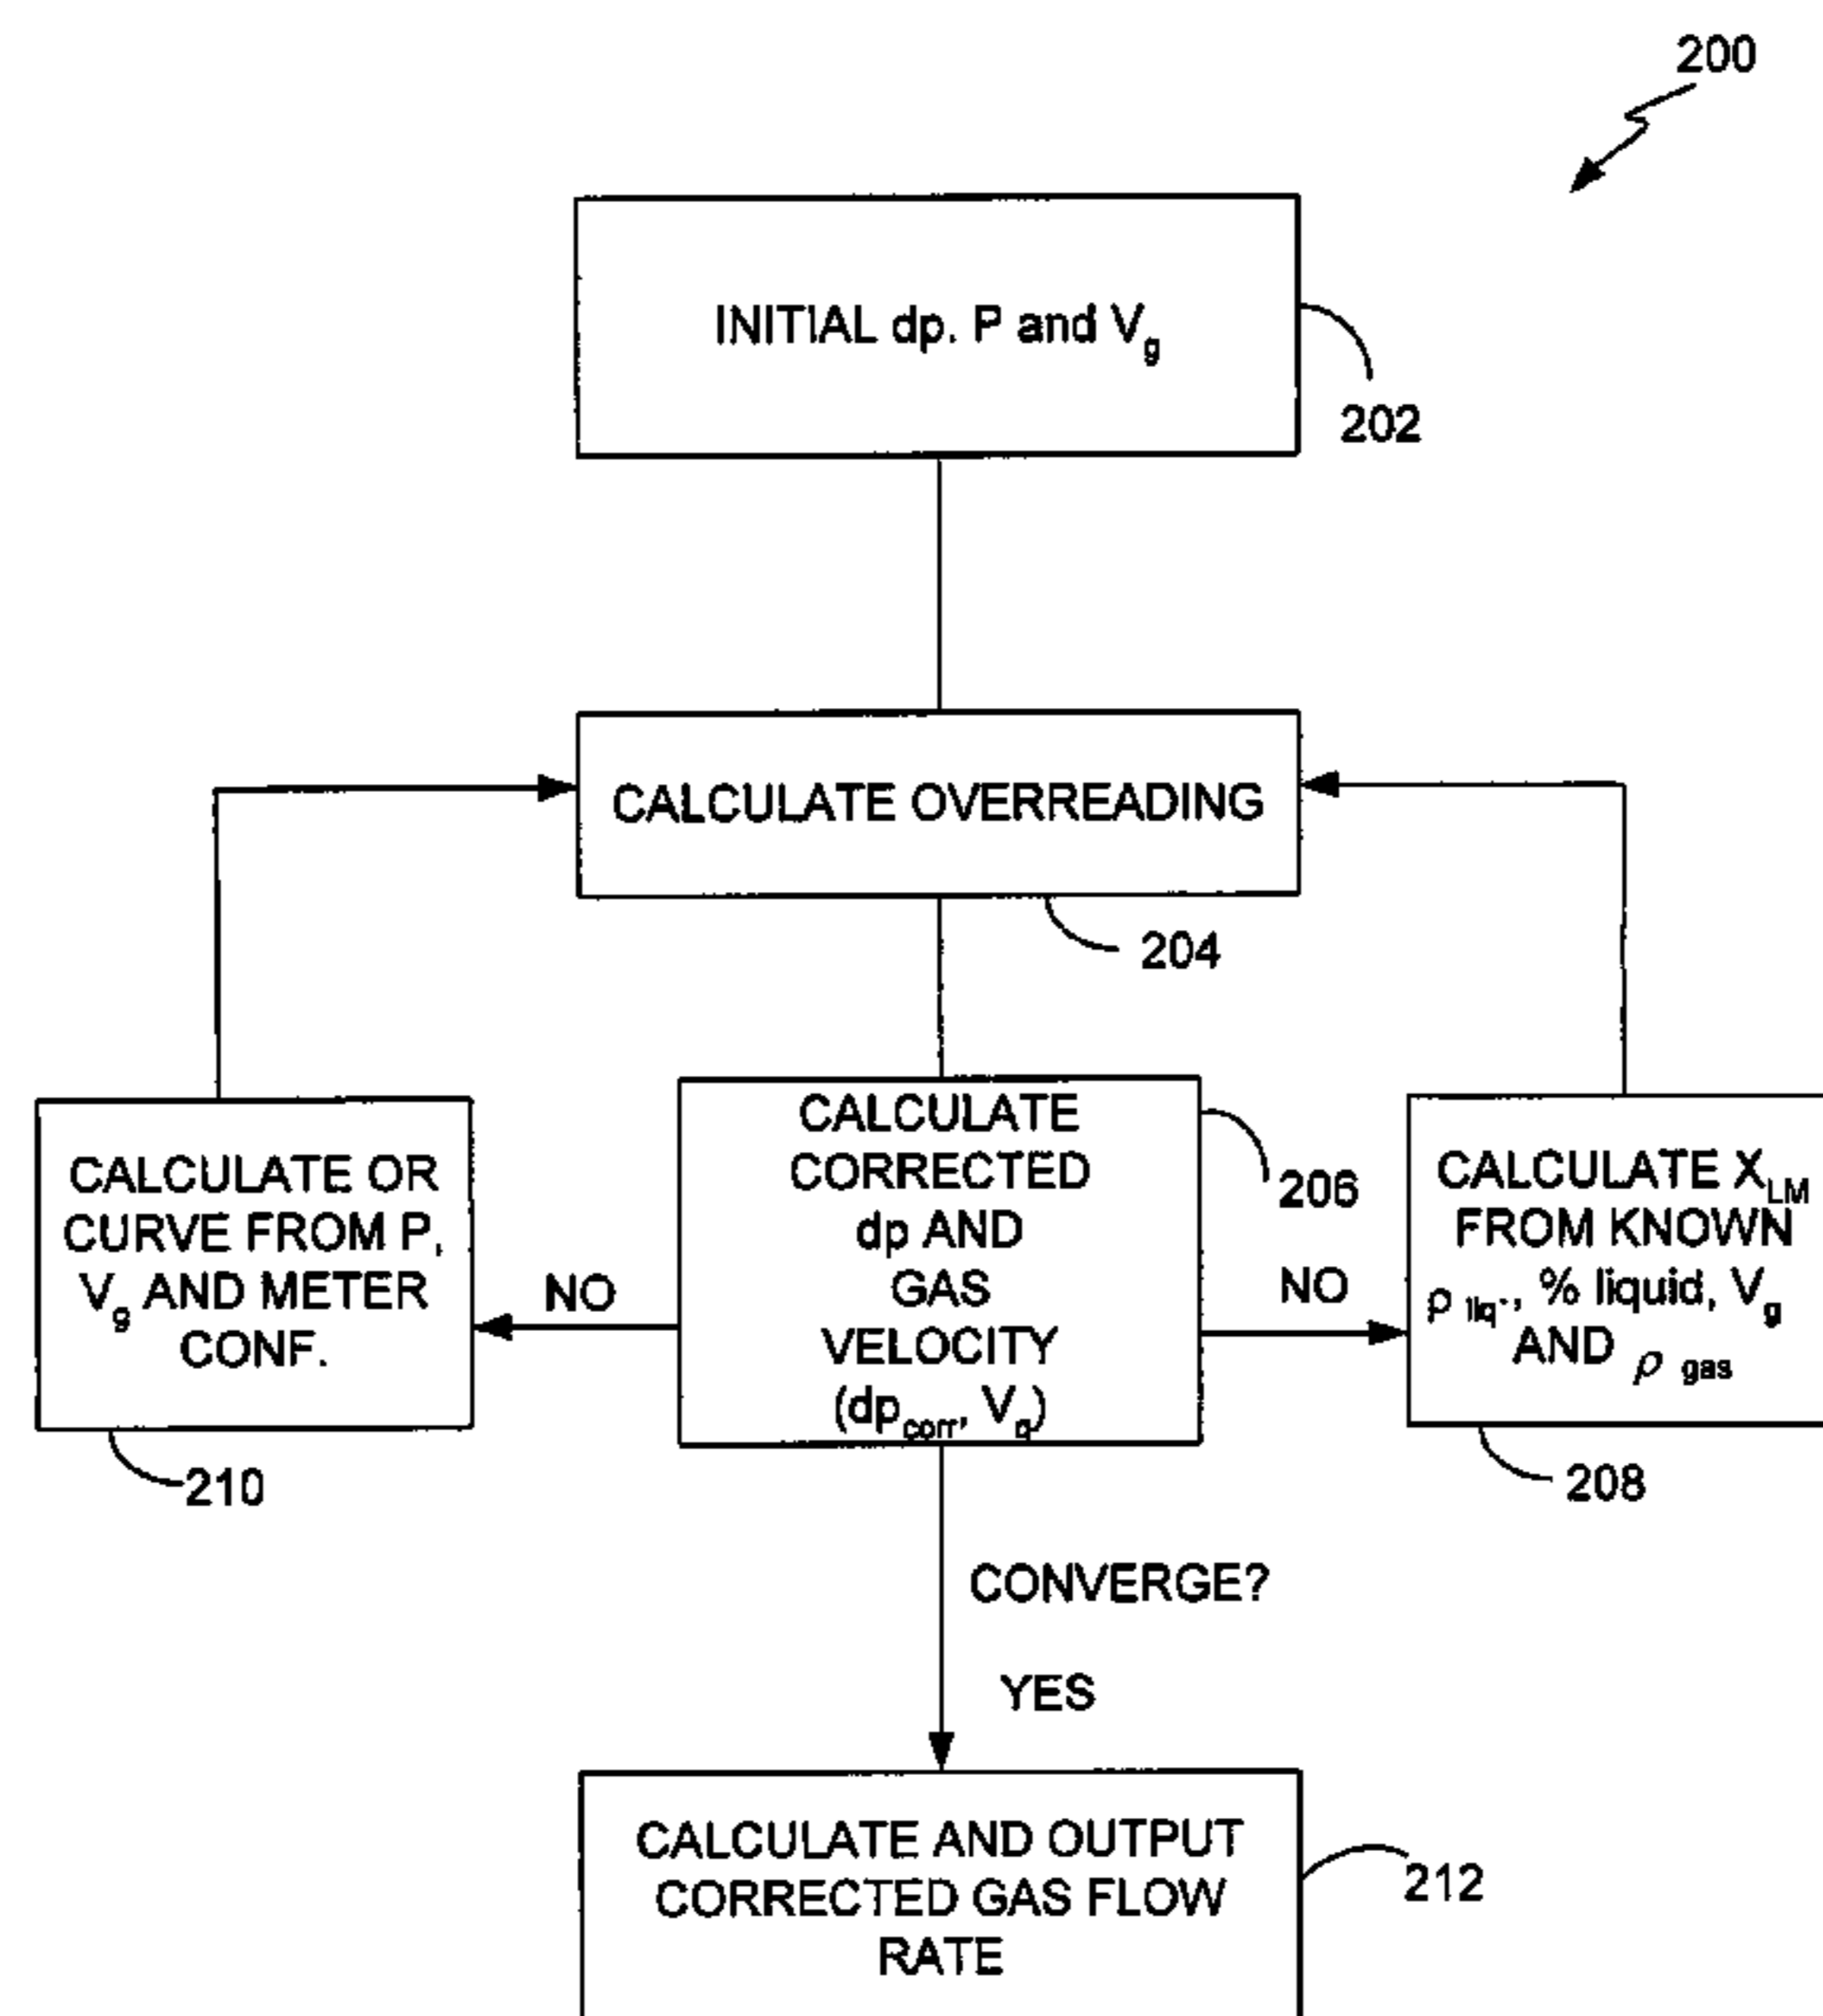 200
INITIAL dp. P and Vg
202
CALCULATE OVERREADING
204
CALCULATE
CORRECTED
dp AND
GAS
VELOCITY
(dpcorr, Vg)
206
CALCULATE OR
CURVE FROM P,
Vg AND METER
CONF.
210
NO
NO
CALCULATE XLM
FROM KNOWN
ρ liq., % liquid, Vg
AND ρ gas
208
CONVERGE?
YES
CALCULATE AND OUTPUT
CORRECTED GAS FLOW
RATE
212